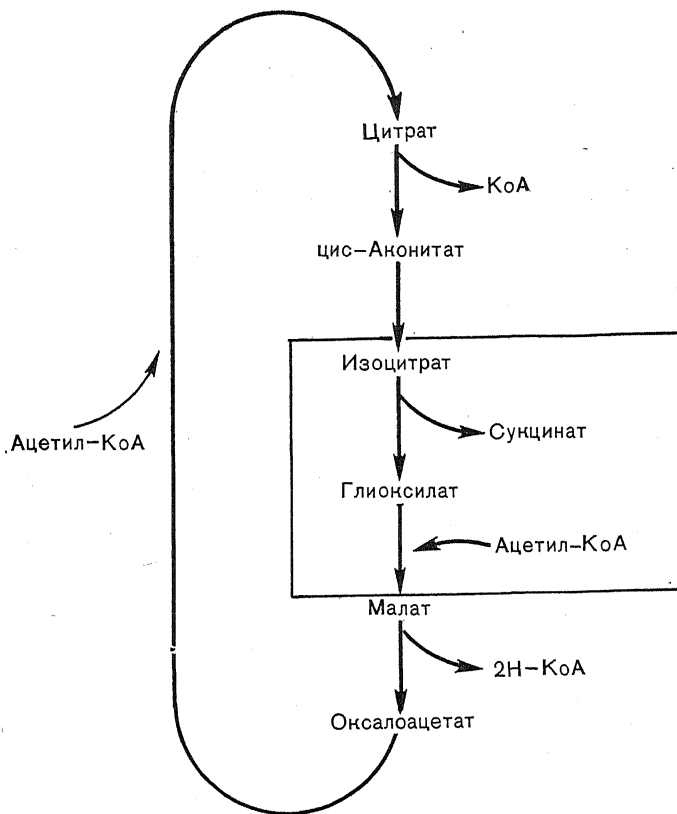 Цитрат
КоА
цис-Аконитат
Изоцитрат
Ацетил-КоА
Сукцинат
Глиоксилат
Ацетил-КоА
Малат
2Н-КоА
Оксалоацетат